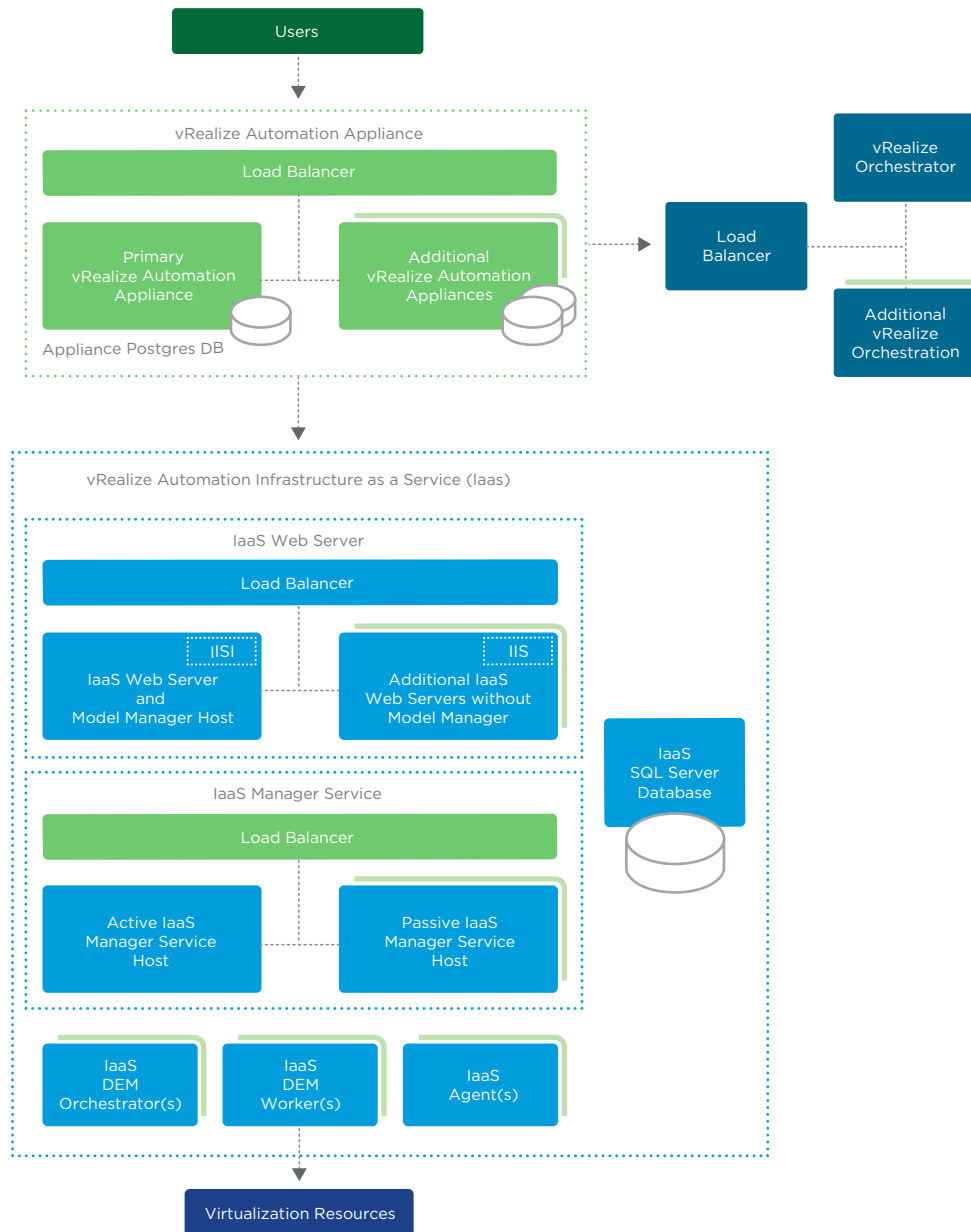 Users
vRealize Automation Appliance
Load Balancer
Primary
vRealize Automation
Appliance
Additional
vRealize Automation
Appliances
Appliance Postgres DB
Load
Balancer
vRealize
Orchestrator
Additional
vRealize
Orchestration
vRealize Automation Infrastructure as a Service (Iaas)
IaaS Web Server
Load Balancer
IISI
IaaS Web Server
and
Model Manager Host
IIS
Additional IaaS
Web Servers without
Model Manager
IaaS
SQL Server
Database
IaaS Manager Service
Load Balancer
Active IaaS
Manager Service
Host
Passive IaaS
Manager Service
Host
IaaS
DEM
Orchestrator(s)
IaaS
DEM
Worker(s)
IaaS
Agent(s)
Virtualization Resources